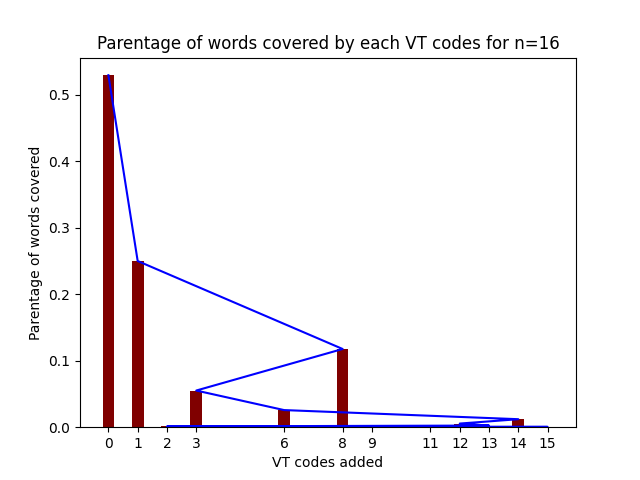 Parentage of words covered by each VT codes for n=16
Parentage of words covered
0.5
0.4
0.3
0.2
0.1
0.0
0 1 2 3 6 8 9 11 12 13 14 15
VT codes added